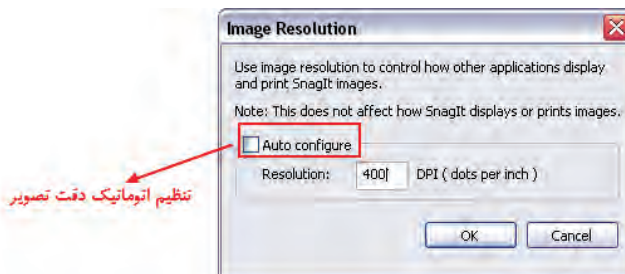 Image Resolution
Use image resolution to control how other applications display
and print SnagIt images.
Note: This does not affect how SnagIt displays or prints images.
Auto configure
Resolution: 400 DPI ( dots per inch )
تنظیم اتوماتیک دقت تصویر
OK Cancel